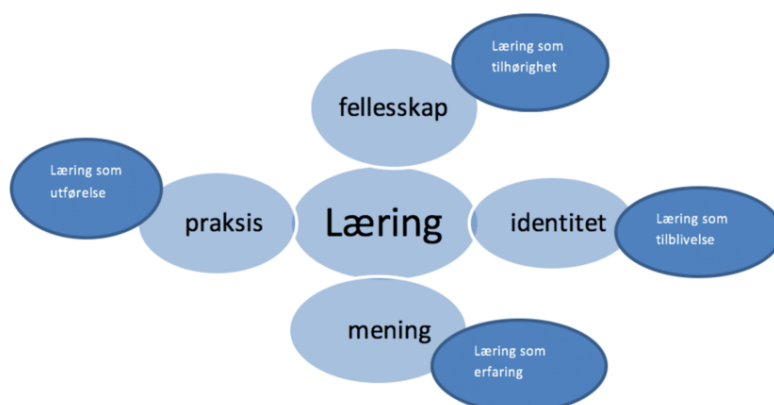 Læring som
tilhørighet
fellesskap
Læring som
utførelse
praksis
Læring
identitet
Læring som
tilblivelse
mening
Læring som
erfaring